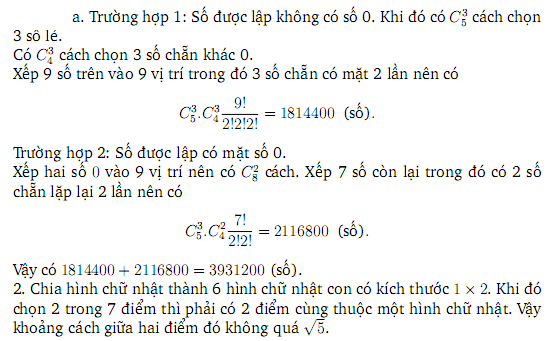 a. Trường hợp 1: Số được lập không có số 0. Khi đó có $C_5^3$ cách chọn
3 sô lé.
Có $C_4^3$ cách chọn 3 số chẵn khác 0.
Xếp 9 số trên vào 9 vị trí trong đó 3 số chẵn có mặt 2 lần nên có
$C_5^3.C_4^3\frac{9!}{2!2!2!} = 1814400$ (số).
Trường hợp 2: Số được lập có mặt số 0.
Xếp hai số 0 vào 9 vị trí nên có $C_8^2$ cách. Xếp 7 số còn lại trong đó có 2 số
chẵn lặp lại 2 lần nên có
$C_5^3.C_4^2\frac{7!}{2!2!} = 2116800$ (số).
Vậy có 1814400 + 2116800 = 3931200 (số).
2. Chia hình chữ nhật thành 6 hình chữ nhật con có kích thước 1 × 2. Khi đó
chọn 2 trong 7 điểm thì phải có 2 điểm cùng thuộc một hình chữ nhật. Vậy
khoảng cách giữa hai điểm đó không quá $\sqrt{5}$.